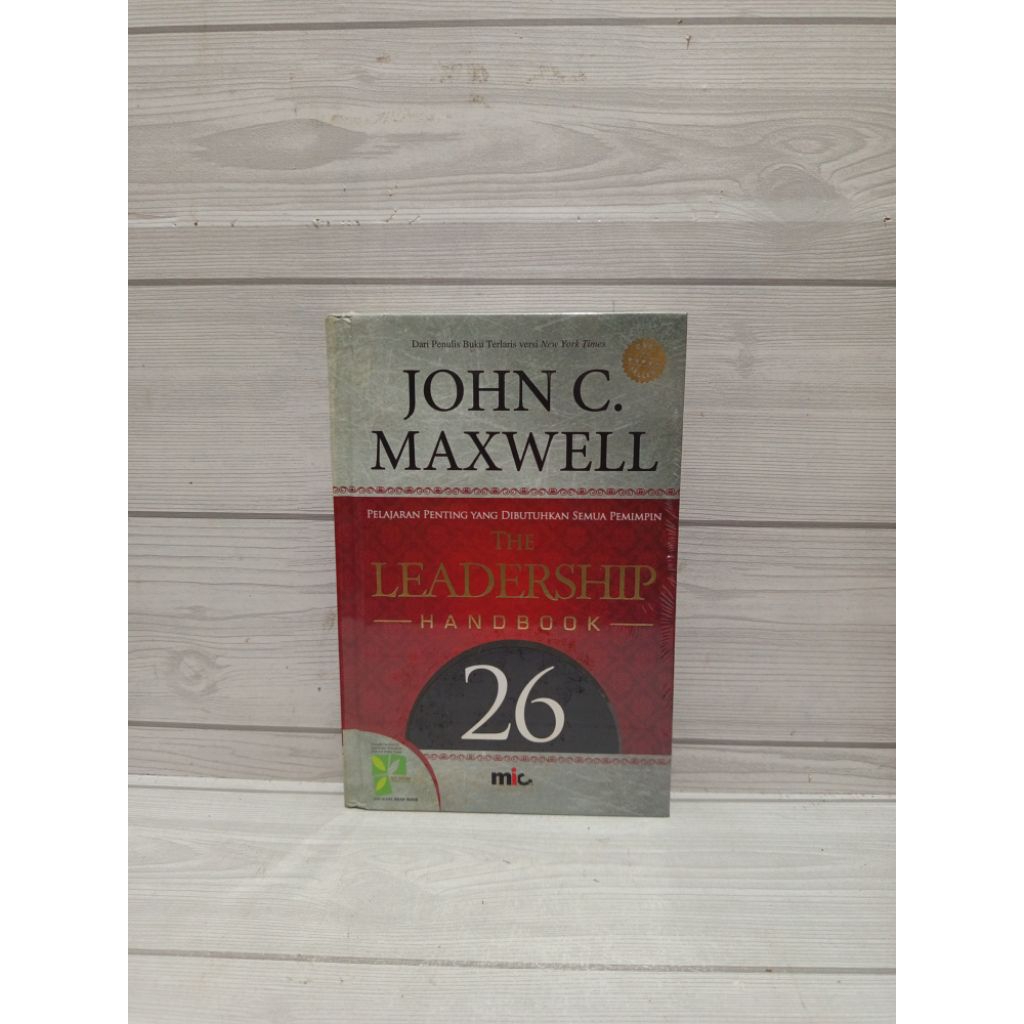 Dari Penulis Buku Terlaris versi New York Times
JOHN C.
MAXWELL
PELAJARAN PENTING YANG DIBUTUHKAN SEMUA PEMIMPIN
THE
LEADERSHIP
HANDBOOK
26
mic